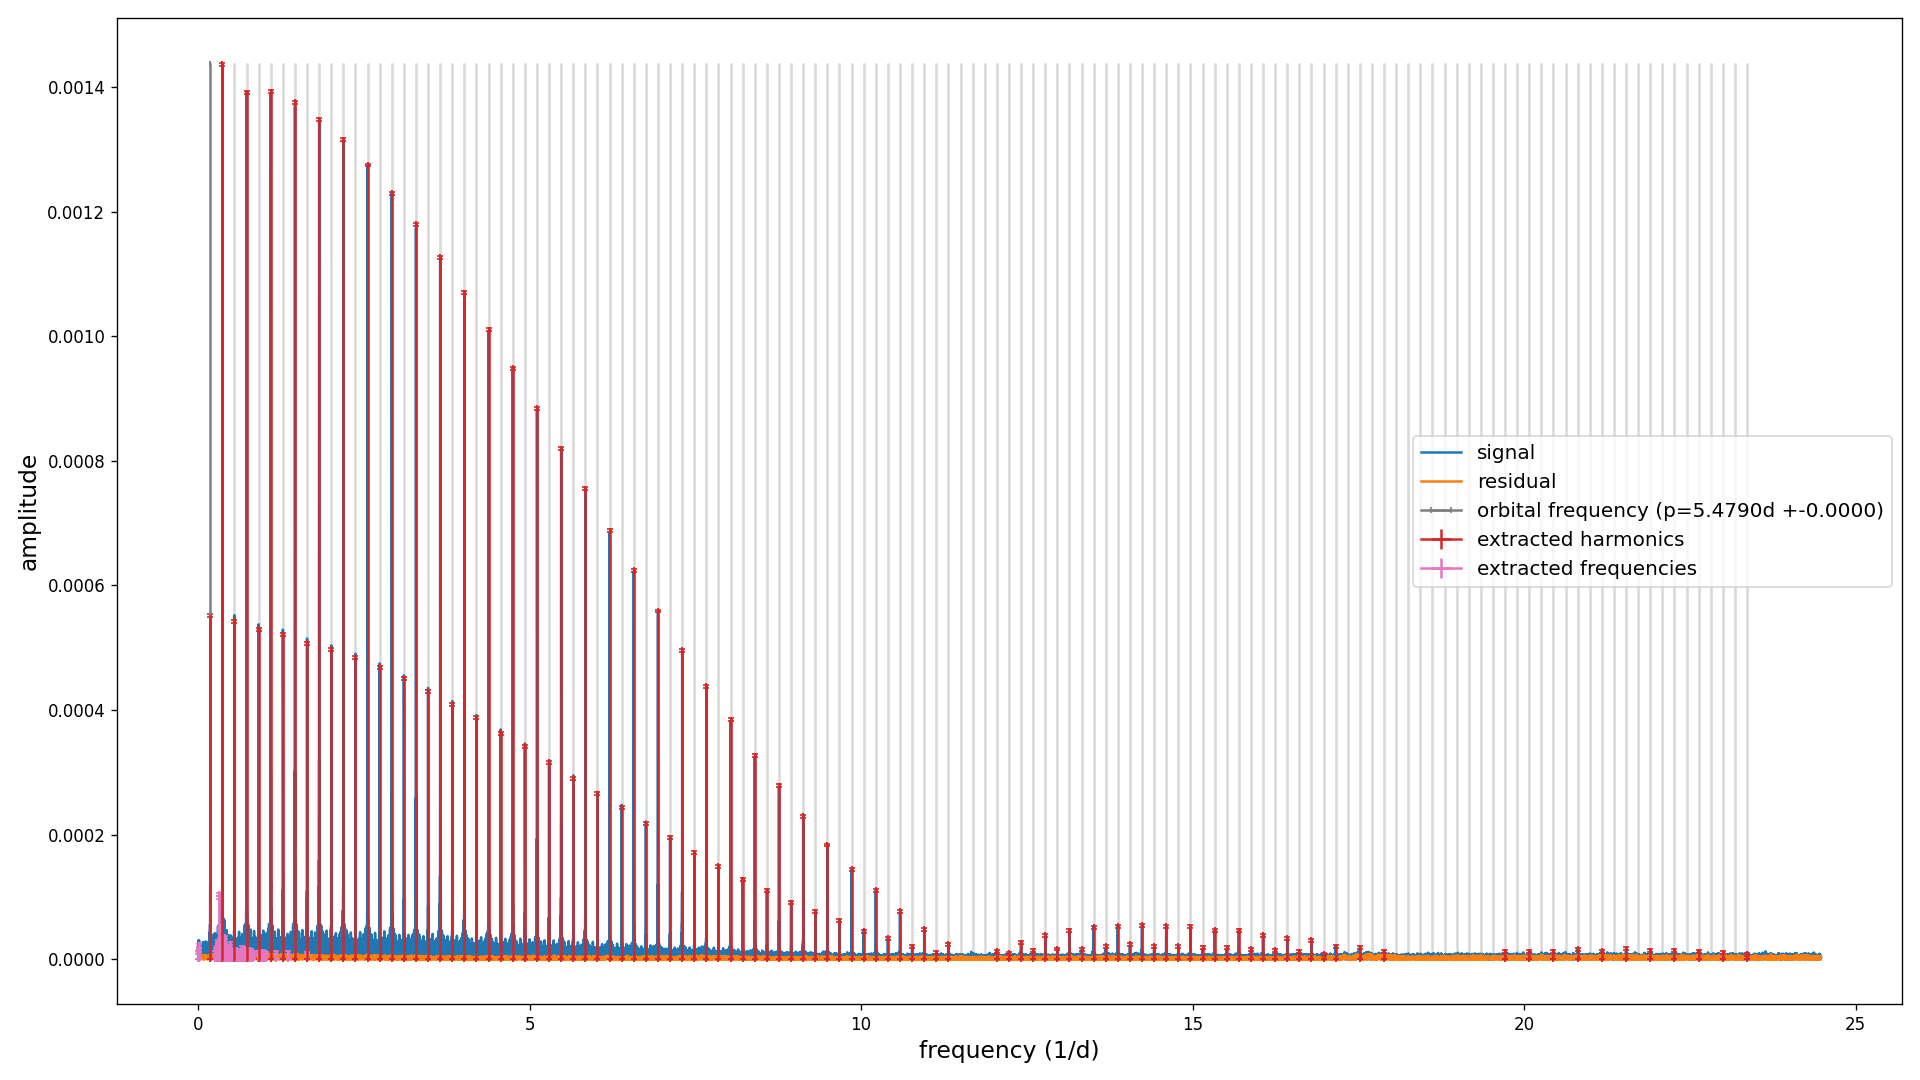 amplitude
0.0014
0.0012
0.0010
0.0008
0.0006
0.0004
0.0002
0.0000
signal
residual
orbital frequency (p=5.4790d +-0.0000)
extracted harmonics
extracted frequencies
0 5 10 15 20 25
frequency (1/d)